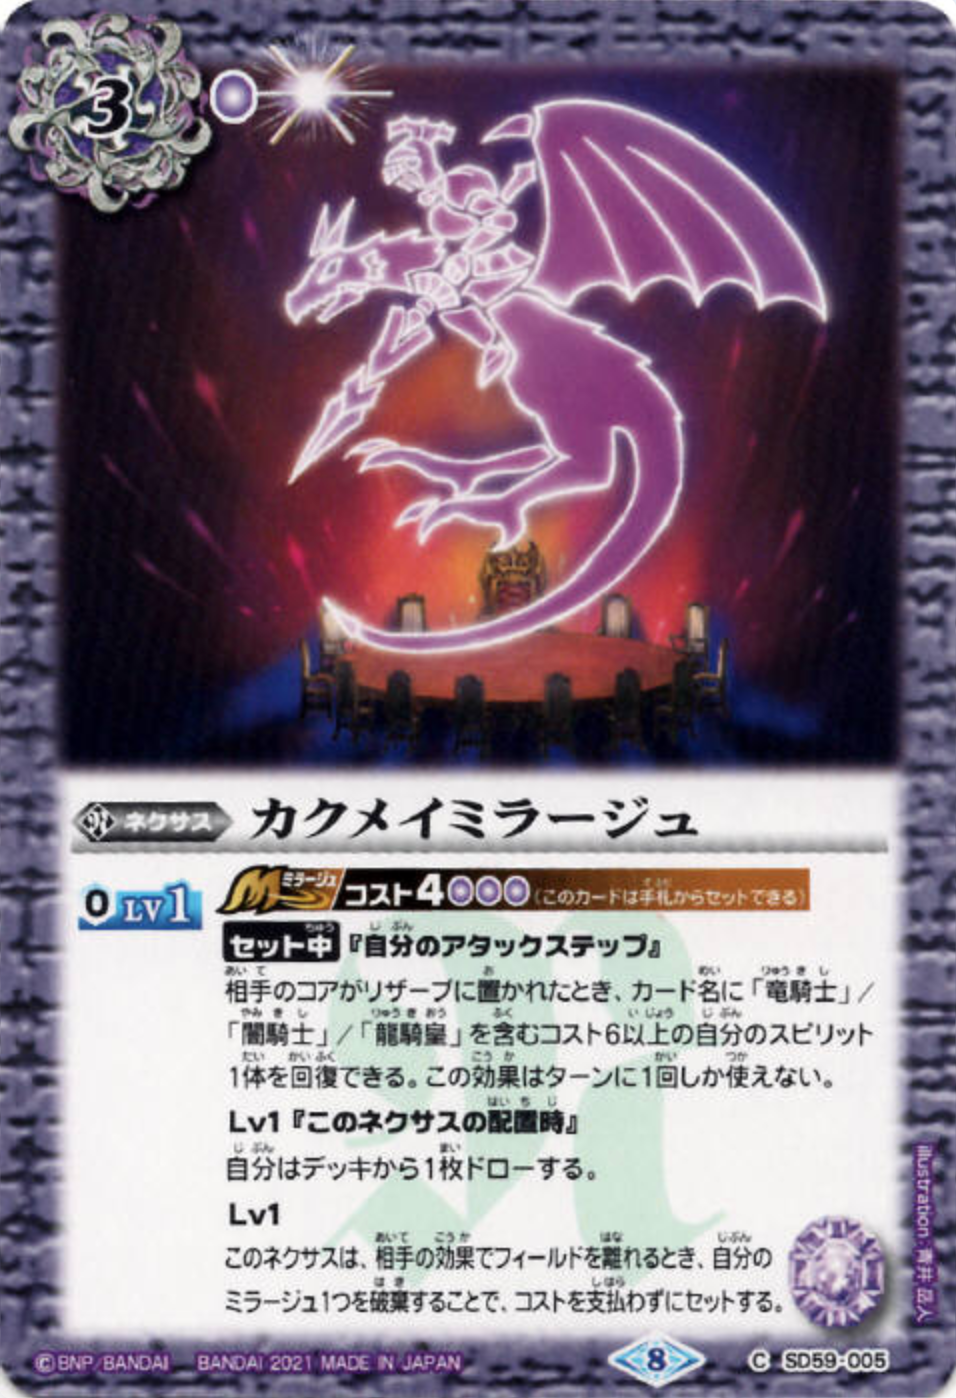 3
ネクサス カクメイミラージュ
0 LV1
ミラージュ コスト4(このカードは手札からセットできる)
セット中『自分のアタックステップ』
相手のコアがリザーブに置かれたとき、カード名に「竜騎士」/
「闇騎士」/「龍騎皇」を含むコスト6以上の自分のスピリット
1体を回復できる。この効果はターンに1回しか使えない。
Lv1『このネクサスの配置時』
自分はデッキから1枚ドローする。
Lv1
このネクサスは、相手の効果でフィールドを離れるとき、自分の
ミラージュ1つを破棄することで、コストを支払わずにセットする。
©BNP/BANDAI BANDAI 2021 MADE IN JAPAN
8
C SD59-005